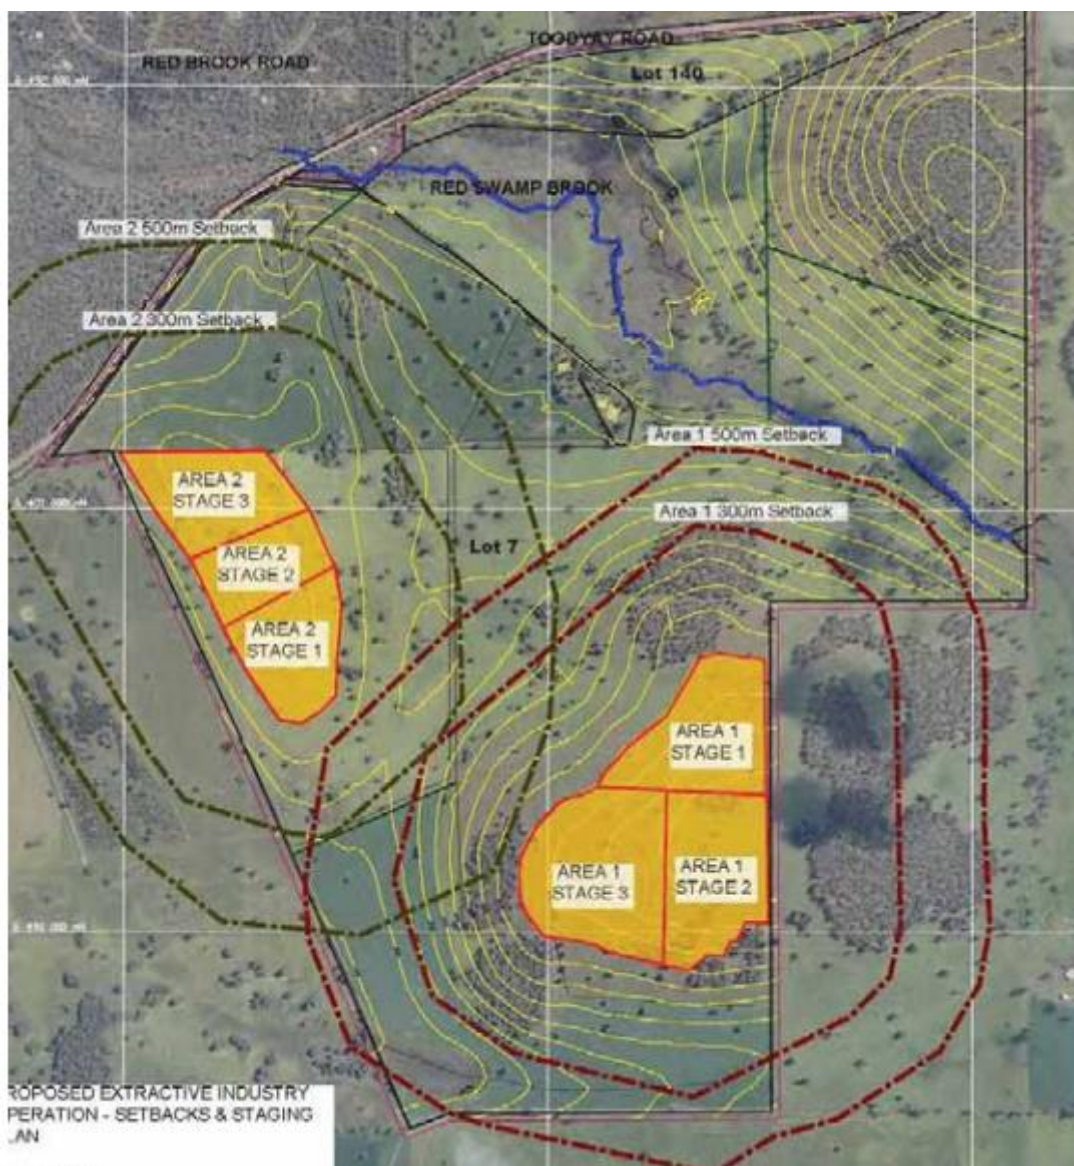 TOODYAY ROAD
RED BROOK ROAD
Lot 140
RED SWAMP BROOK
Area 2 500m Setback
Area 2 300m Setback
Area 1 500m Setback
AREA 2
STAGE 3
Area 1 300m Setback
Lot 7
AREA 2
STAGE 2
AREA 2
STAGE 1
AREA 1
STAGE 1
AREA 1
STAGE 3
AREA 1
STAGE 2
ROPOSED EXTRACTIVE INDUSTRY
PERATION - SETBACKS & STAGING
LAN